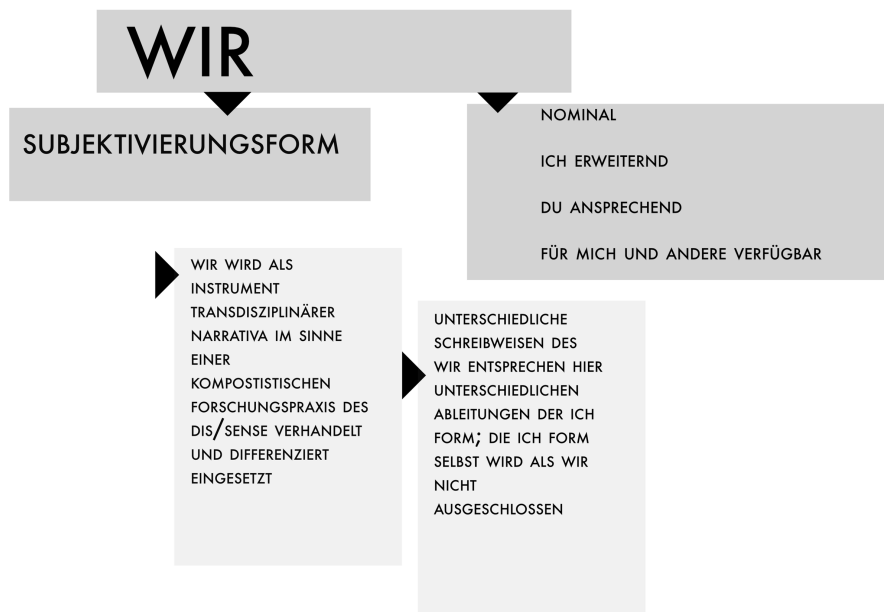 WIR
SUBJEKTIVIERUNGSFORM
NOMINAL
ICH ERWEITERND
DU ANSPRECHEND
FÜR MICH UND ANDERE VERFÜGBAR
WIR WIRD ALS
INSTRUMENT
TRANSDISZIPLINÄRER
NARRATIVA IM SINNE
EINER
KOMPOSTISTISCHEN
FORSCHUNGSPRAXIS DES
DIS/SENSE VERHANDELT
UND DIFFERENZIERT
EINGESETZT
UNTERSCHIEDLICHE
SCHREIBWEISEN DES
WIR ENTSPRECHEN HIER
UNTERSCHIEDLICHEN
ABLEITUNGEN DER ICH
FORM; DIE ICH FORM
SELBST WIRD ALS WIR
NICHT
AUSGESCHLOSSEN